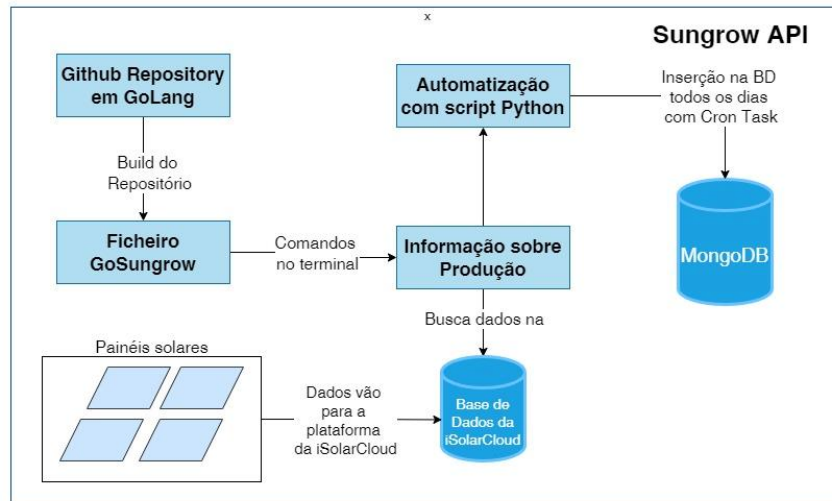 x
Sungrow API
Github Repository
em GoLang
Automatização
com script Python
Inserção na BD
todos os dias
com Cron Task
Build do
Repositório
Ficheiro
GoSungrow
Comandos
no terminal
Informação sobre
Produção
MongoDB
Busca dados na
Painéis solares
Dados vão
para a
plataforma
da iSolarCloud
Base de
Dados da
iSolarCloud